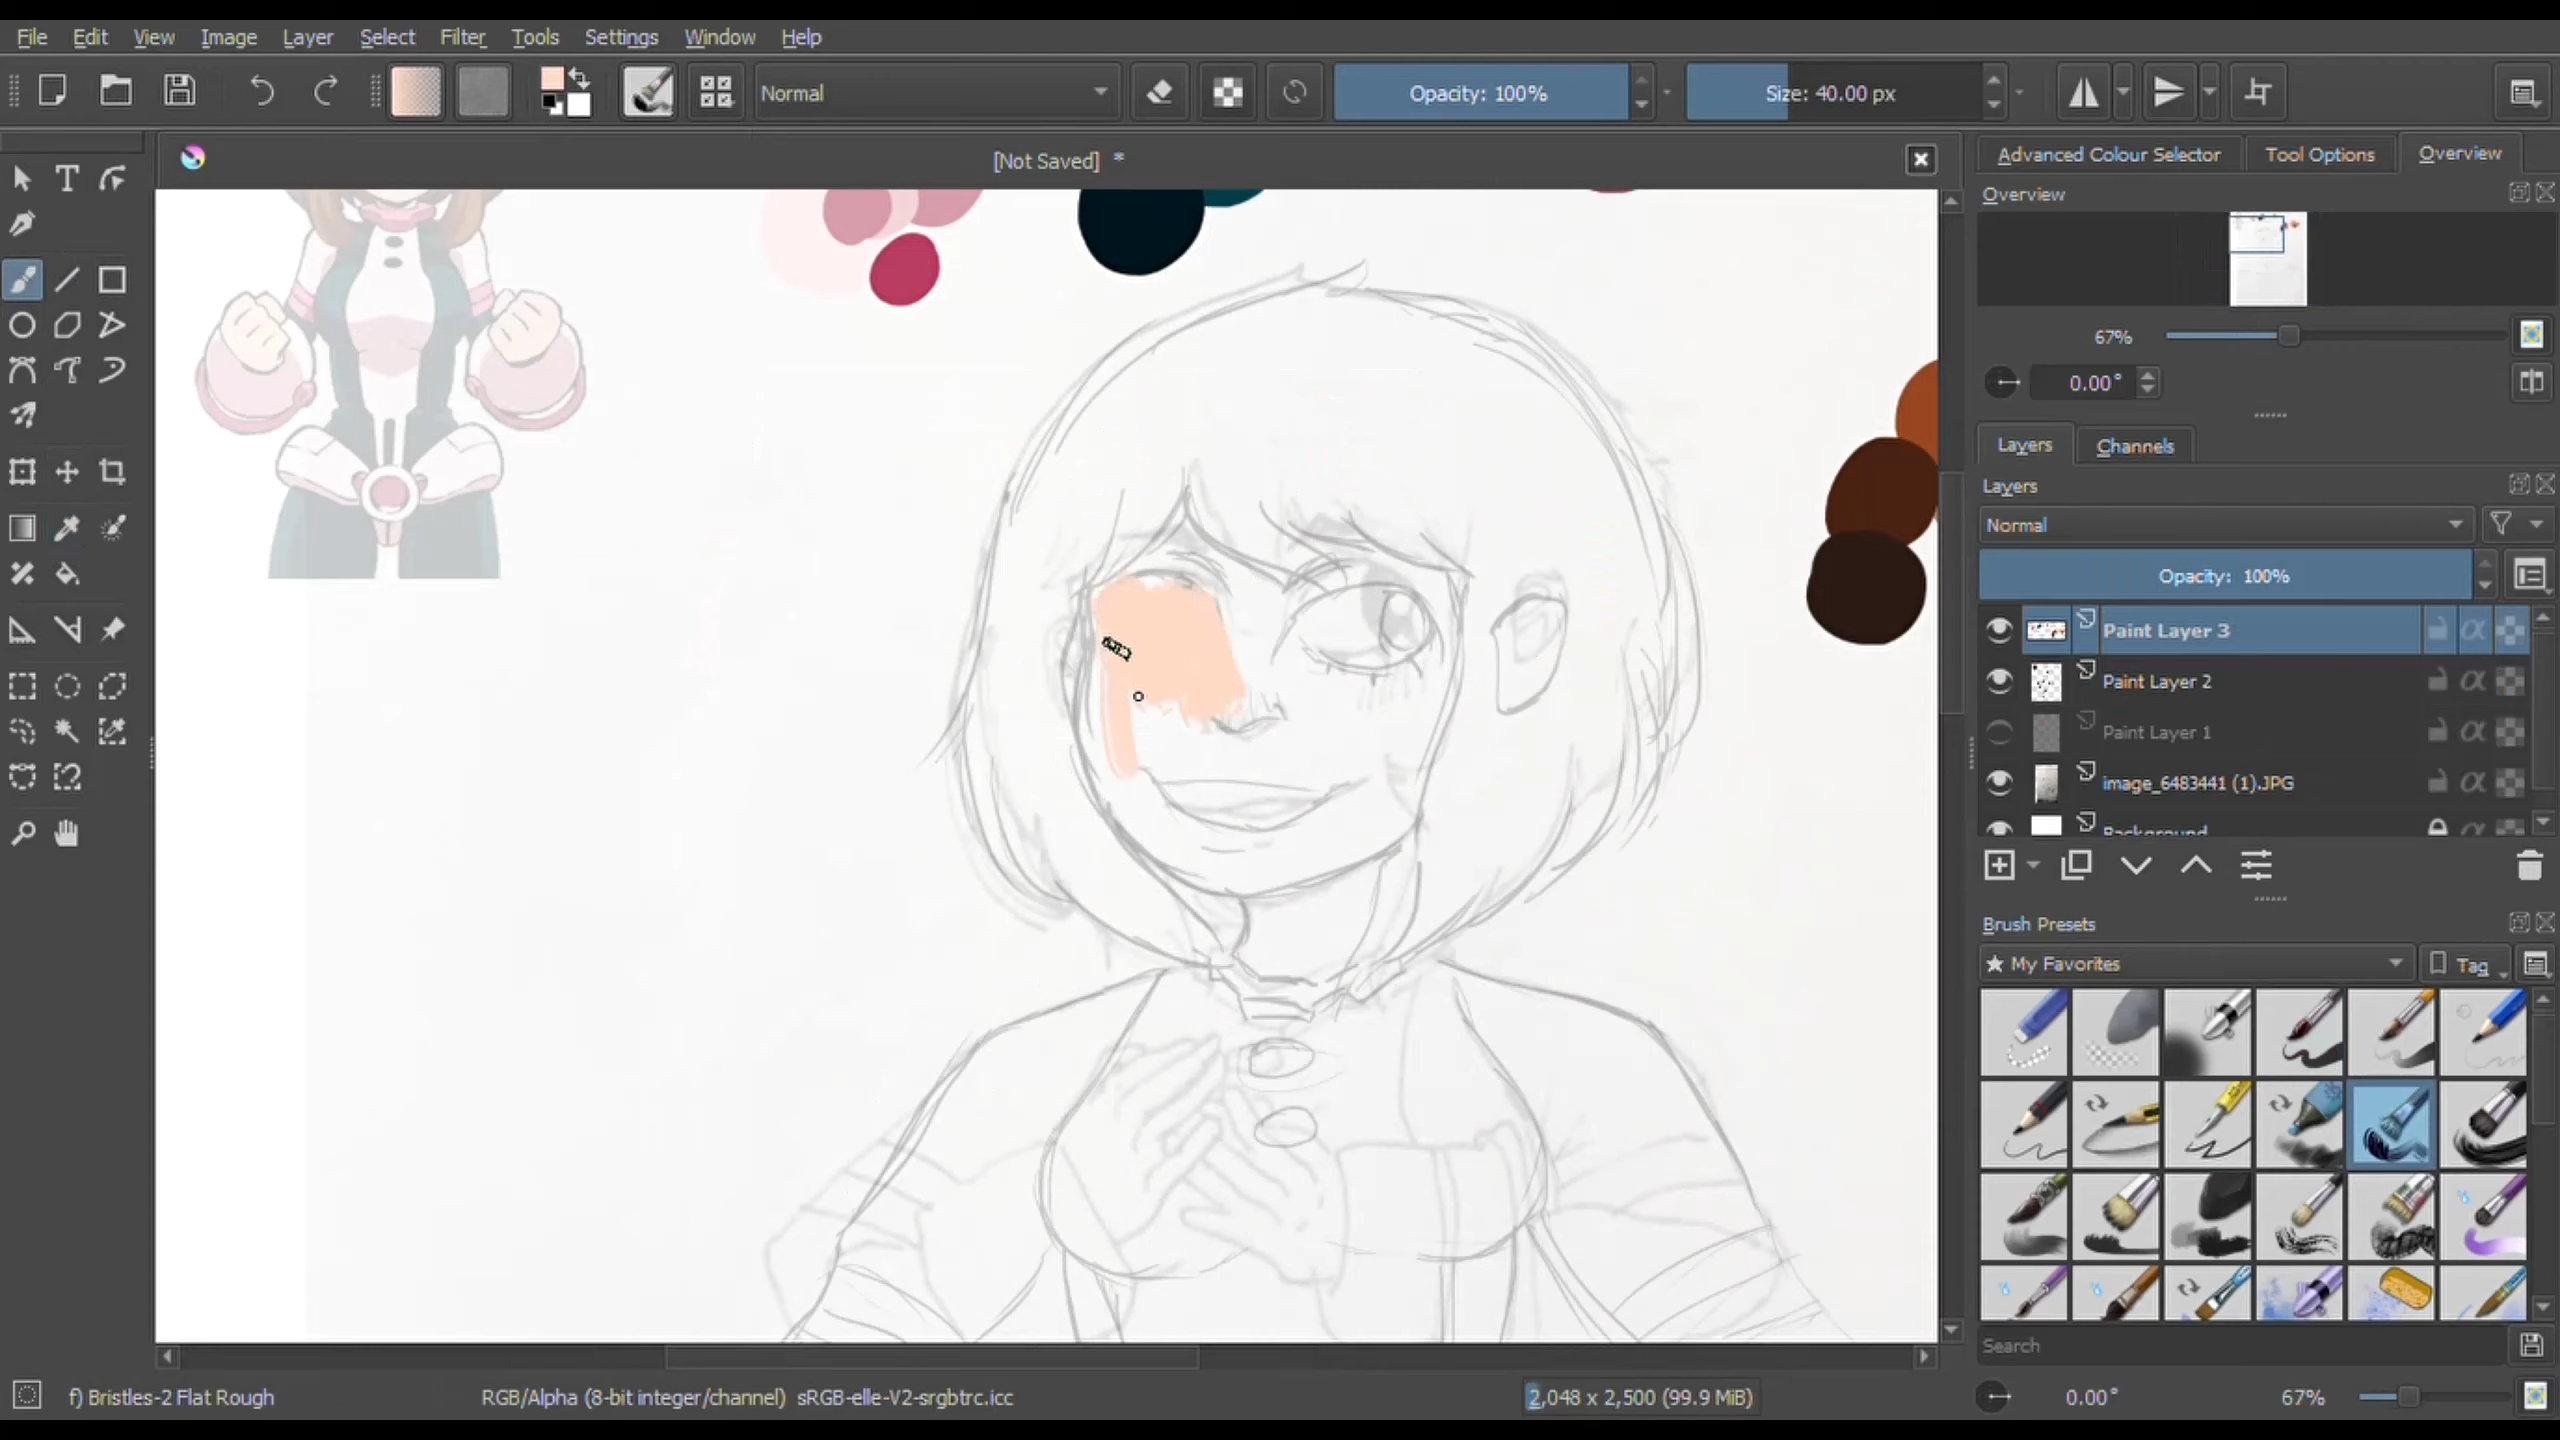 File Edit View Image Layer Select Filter Tools Settings Window Help
Normal
Opacity: 100%
Size: 40.00 px
[Not Saved] *
Advanced Colour Selector
Tool Options
Overview
Overview
67%
0.00°
Layers
Channels
Layers
Normal
Opacity: 100%
Paint Layer 3
Paint Layer 2
Paint Layer 1
image_6483441 (1).JPG
Background
Brush Presets
★ My Favorites
Tag
Search
f) Bristles-2 Flat Rough
RGB/Alpha (8-bit integer/channel) sRGB-elle-V2-srgbtrc.icc
2,048 x 2,500 (99.9 MiB)
0.00°
67%